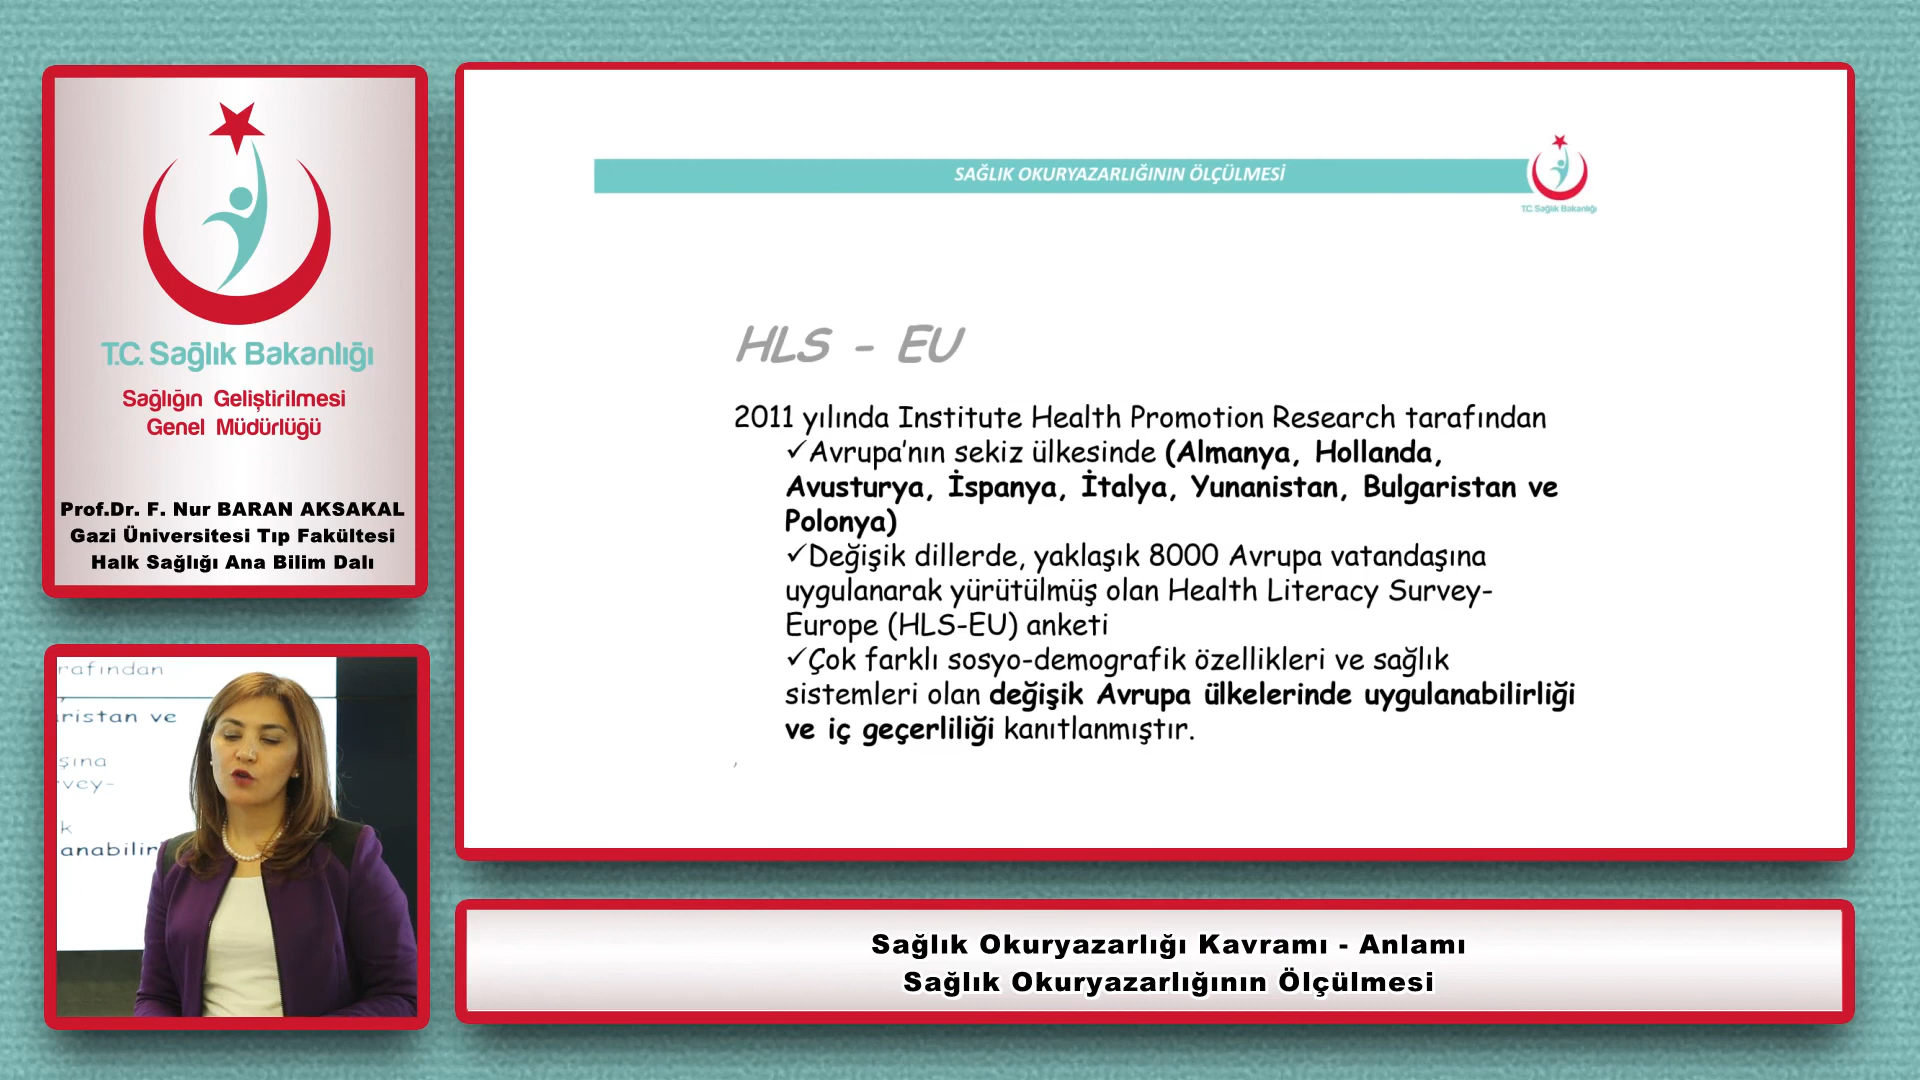 T.C. Sağlık Bakanlığı
Sağlığın Geliştirilmesi
Genel Müdürlüğü
Prof.Dr. F. Nur BARAN AKSAKAL
Gazi Üniversitesi Tıp Fakültesi
Halk Sağlığı Ana Bilim Dalı
SAĞLIK OKURYAZARLIĞININ ÖLÇÜLMESİ
T.C. Sağlık Bakanlığı
HLS - EU
2011 yılında Institute Health Promotion Research tarafından
✓Avrupa’nın sekiz ülkesinde (Almanya, Hollanda,
Avusturya, İspanya, İtalya, Yunanistan, Bulgaristan ve
Polonya)
✓Değişik dillerde, yaklaşık 8000 Avrupa vatandaşına
uygulanarak yürütülmüş olan Health Literacy Survey-
Europe (HLS-EU) anketi
✓Çok farklı sosyo-demografik özellikleri ve sağlık
sistemleri olan değişik Avrupa ülkelerinde uygulanabilirliği
ve iç geçerliliği kanıtlanmıştır.
,
rafından
ristan ve
şına
vey-
k
anabilir
Sağlık Okuryazarlığı Kavramı - Anlamı
Sağlık Okuryazarlığının Ölçülmesi